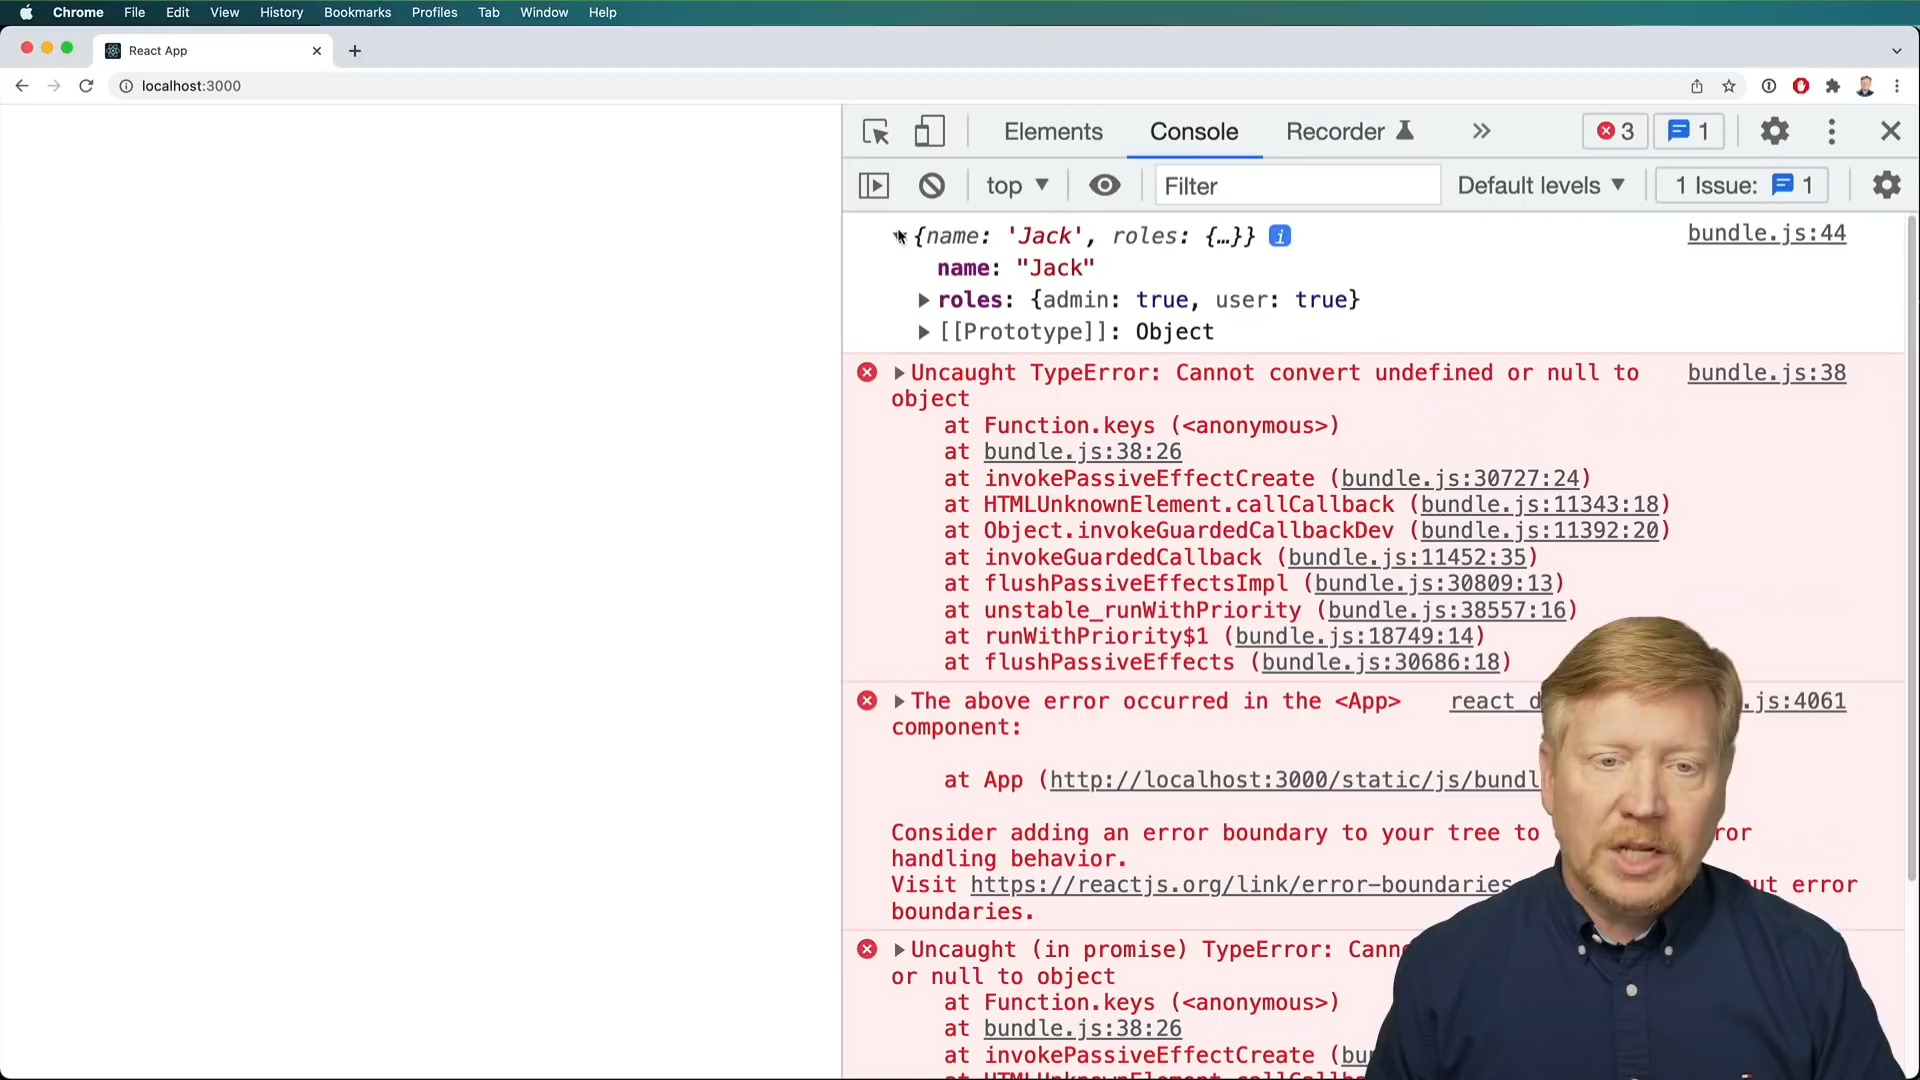 Chrome File Edit View History Bookmarks Profiles Tab Window Help
React App
localhost:3000
Elements Console Recorder 3 1
top Filter Default levels 1 Issue: 1
{name: 'Jack', roles: {…}} i bundle.js:44
name: "Jack"
roles: {admin: true, user: true}
[[Prototype]]: Object
Uncaught TypeError: Cannot convert undefined or null to bundle.js:38
object
at Function.keys (<anonymous>)
at bundle.js:38:26
at invokePassiveEffectCreate (bundle.js:30727:24)
at HTMLUnknownElement.callCallback (bundle.js:11343:18)
at Object.invokeGuardedCallbackDev (bundle.js:11392:20)
at invokeGuardedCallback (bundle.js:11452:35)
at flushPassiveEffectsImpl (bundle.js:30809:13)
at unstable_runWithPriority (bundle.js:38557:16)
at runWithPriority$1 (bundle.js:18749:14)
at flushPassiveEffects (bundle.js:30686:18)
The above error occurred in the <App> react_d .js:4061
component:
at App (http://localhost:3000/static/js/bundl
Consider adding an error boundary to your tree to ror
handling behavior.
Visit https://reactjs.org/link/error-boundaries ut error
boundaries.
Uncaught (in promise) TypeError: Cann
or null to object
at Function.keys (<anonymous>)
at bundle.js:38:26
at invokePassiveEffectCreate (bu